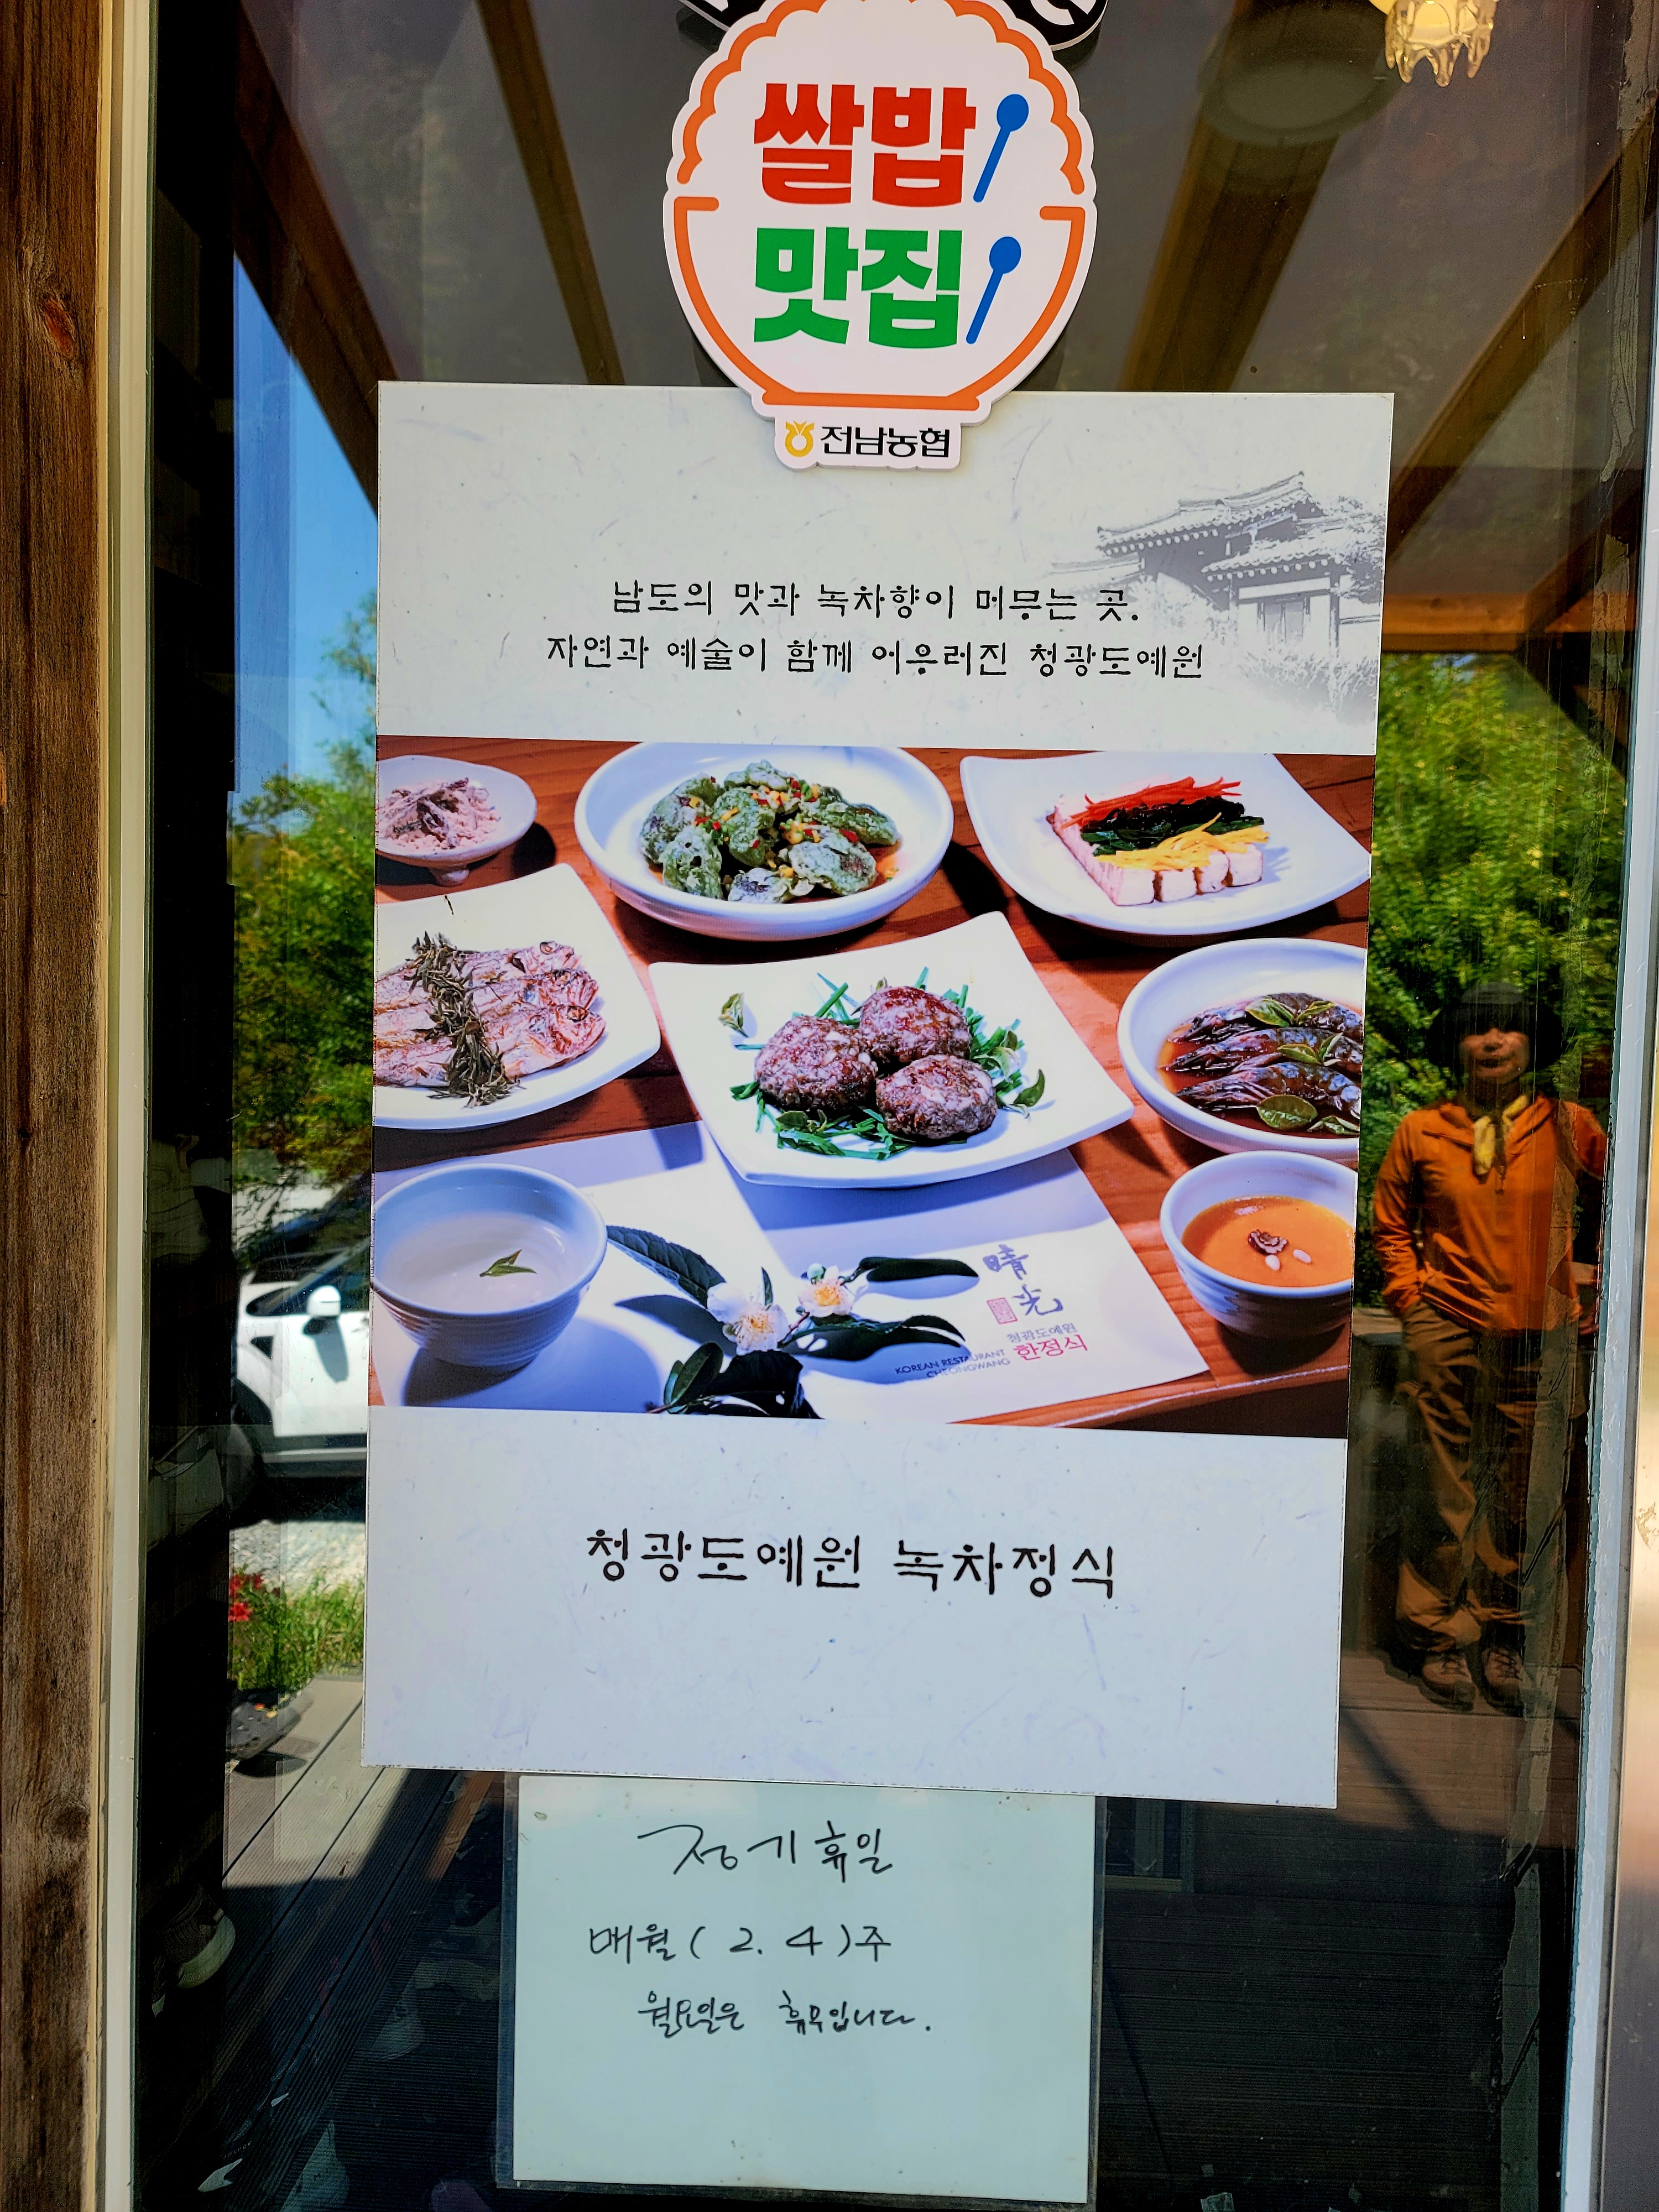 쌀밥
맛집
전남농협
남도의 맛과 녹차향이 머무는 곳.
자연과 예술이 함께 어우러진 청광도예원
晴光
청광도예원
한정식
KOREAN RESTAURANT
CHEONGWANG
청광도예원 녹차정식
정기휴일
매월( 2. 4 )주
월요일은 휴무입니다.